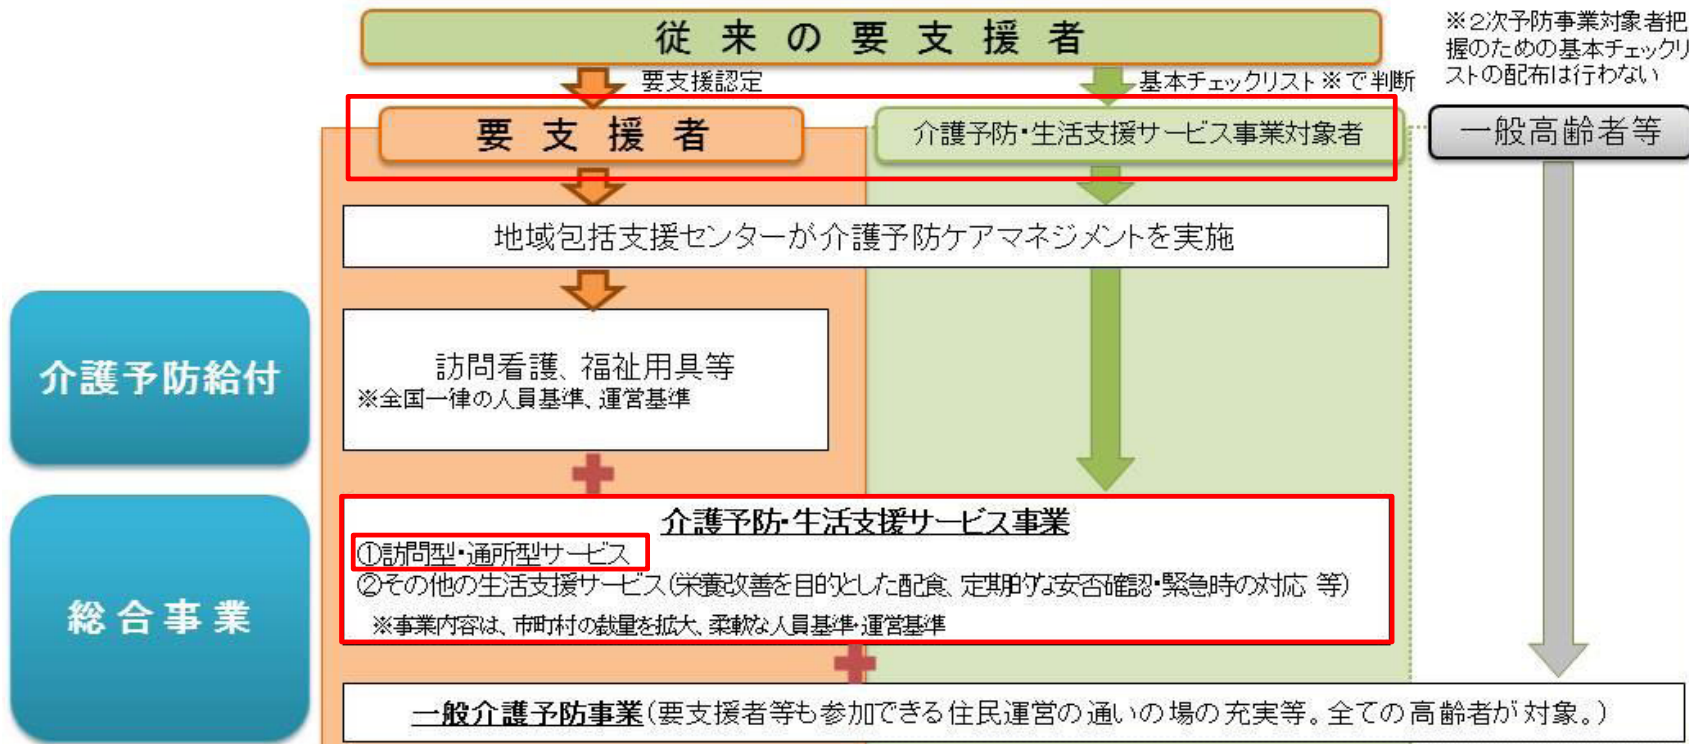 従来の要支援者
※2次予防事業対象者把
握のための基本チェックリ
ストの配布は行わない
要支援認定
基本チェックリスト※で判断
要支援者
介護予防・生活支援サービス事業対象者
一般高齢者等
地域包括支援センターが介護予防ケアマネジメントを実施
介護予防給付
訪問看護、福祉用具等
※全国一律の人員基準、運営基準
総合事業
介護予防・生活支援サービス事業
①訪問型・通所型サービス
②その他の生活支援サービス(栄養改善を目的とした配食、定期的な安否確認・緊急時の対応 等)
※事業内容は、市町村の裁量を拡大、柔軟な人員基準・運営基準
一般介護予防事業(要支援者等も参加できる住民運営の通いの場の充実等。全ての高齢者が対象。)